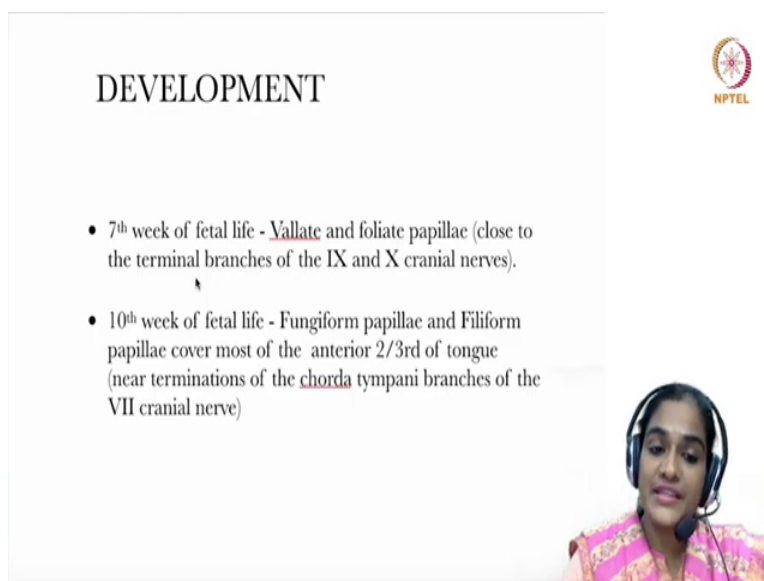 DEVELOPMENT
NPTEL
• 7th week of fetal life - Vallate and foliate papillae (close to
the terminal branches of the IX and X cranial nerves).
• 10th week of fetal life - Fungiform papillae and Filiform
papillae cover most of the anterior 2/3rd of tongue
(near terminations of the chorda tympani branches of the
VII cranial nerve)